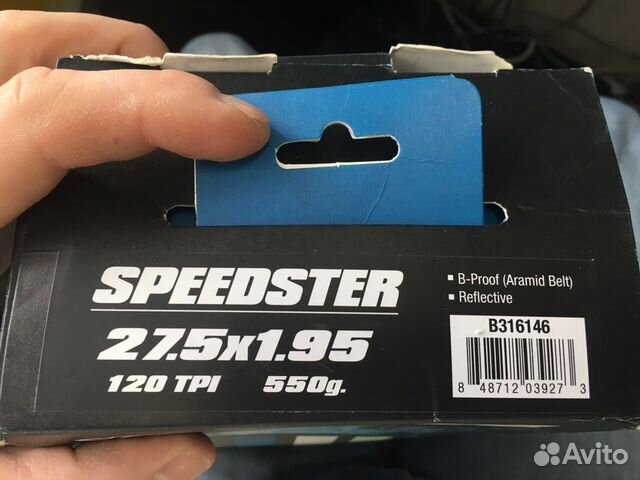 SPEEDSTER
27.5x1.95
120 TPI 550g.
▪ B-Proof (Aramid Belt)
▪ Reflective
B316146
8 48712 03927 3
Avito